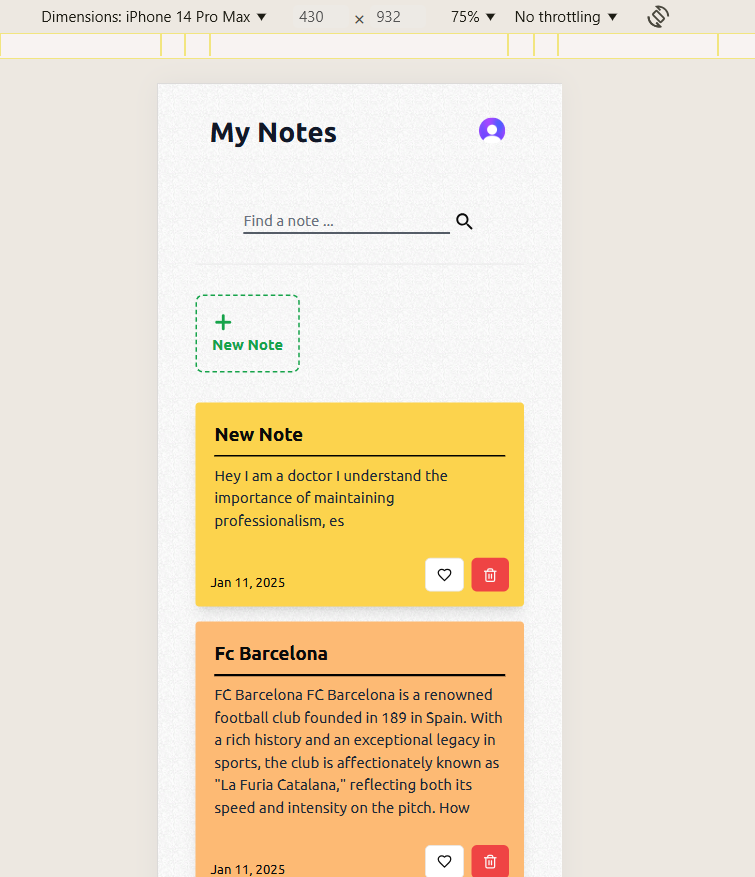 Dimensions: iPhone 14 Pro Max ▼ 430 × 932 75% ▼ No throttling ▼
My Notes
Find a note ...
New Note
New Note
Hey I am a doctor I understand the
importance of maintaining
professionalism, es
Jan 11, 2025
Fc Barcelona
FC Barcelona FC Barcelona is a renowned
football club founded in 189 in Spain. With
a rich history and an exceptional legacy in
sports, the club is affectionately known as
"La Furia Catalana," reflecting both its
speed and intensity on the pitch. How
Jan 11, 2025